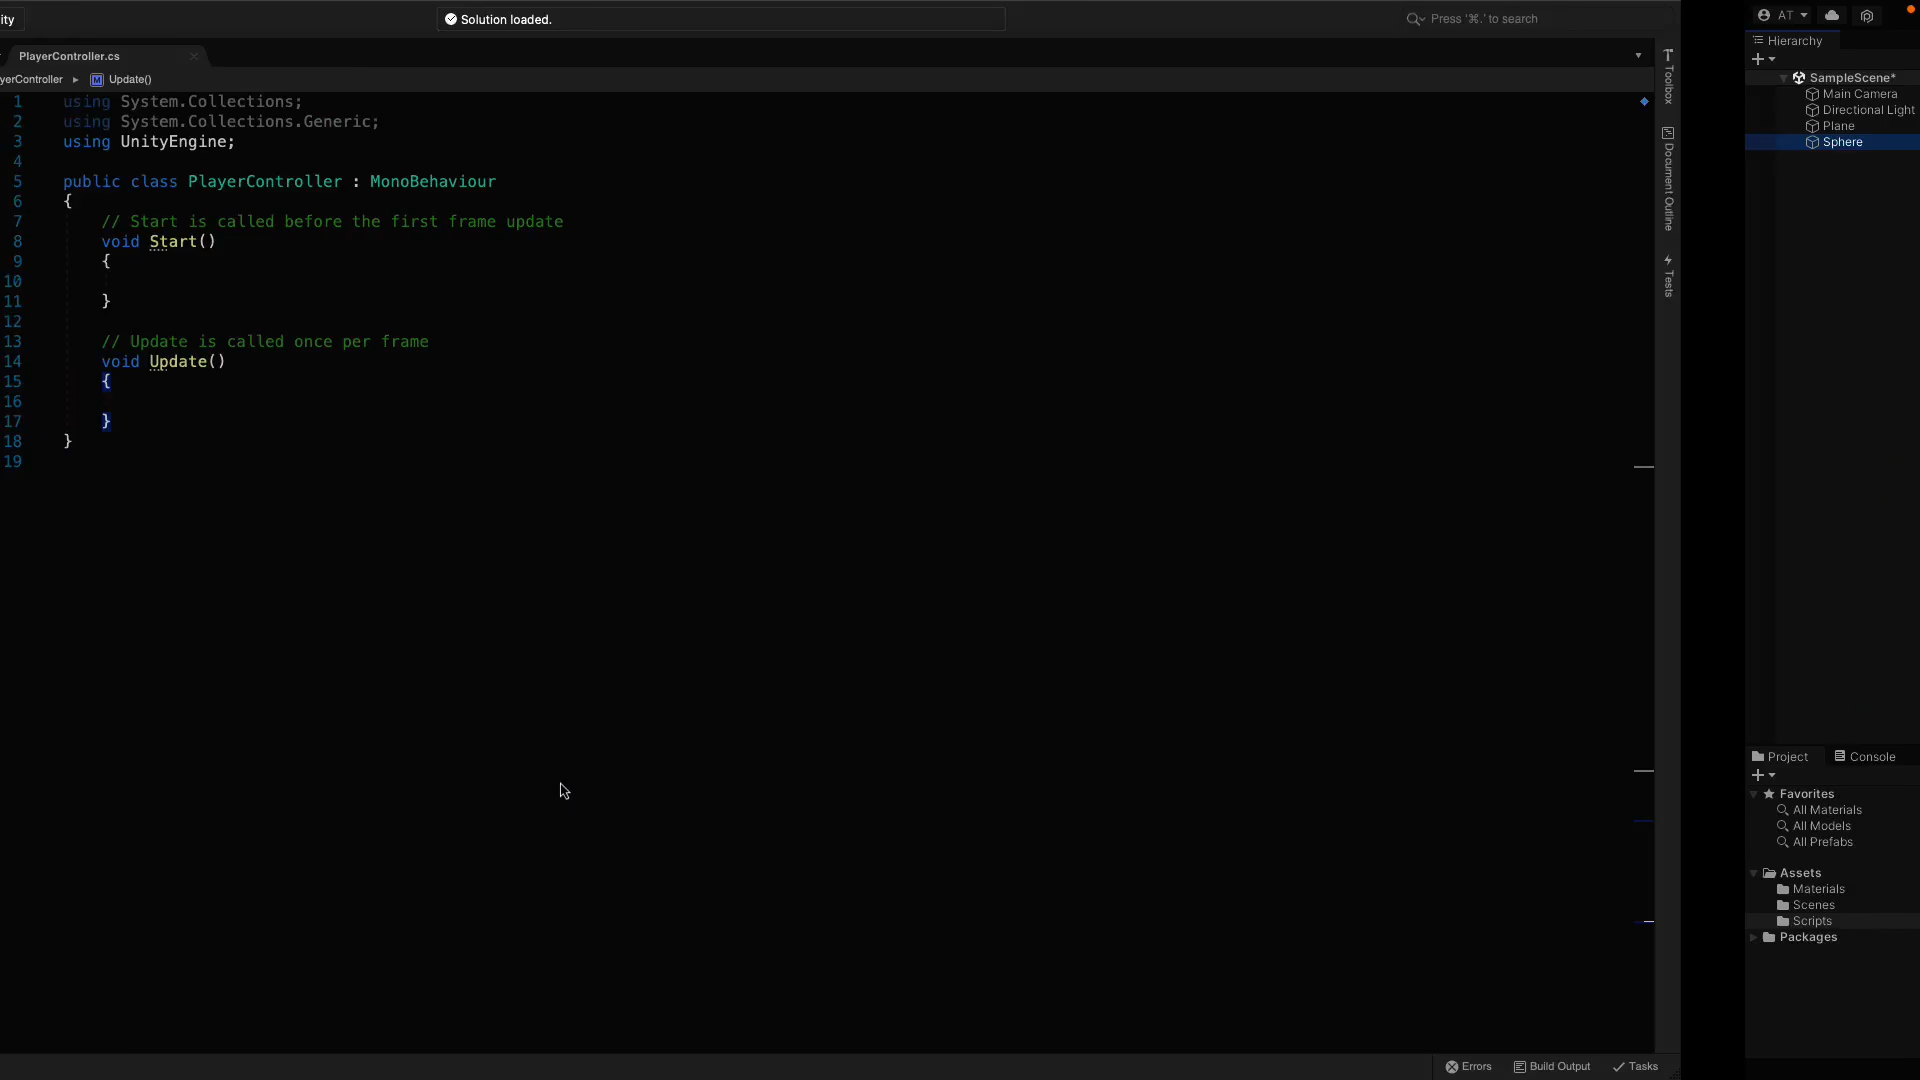 ity
Solution loaded.
Press '⌘.' to search
PlayerController.cs
yerController ▸ M Update()
1 using System.Collections;
2 using System.Collections.Generic;
3 using UnityEngine;
4
5 public class PlayerController : MonoBehaviour
6 {
7 // Start is called before the first frame update
8 void Start()
9 {
10
11 }
12
13 // Update is called once per frame
14 void Update()
15 {
16
17 }
18 }
19
Toolbox
Document Outline
Tests
Errors
Build Output
Tasks
AT
Hierarchy
SampleScene*
Main Camera
Directional Light
Plane
Sphere
Project
Console
Favorites
All Materials
All Models
All Prefabs
Assets
Materials
Scenes
Scripts
Packages